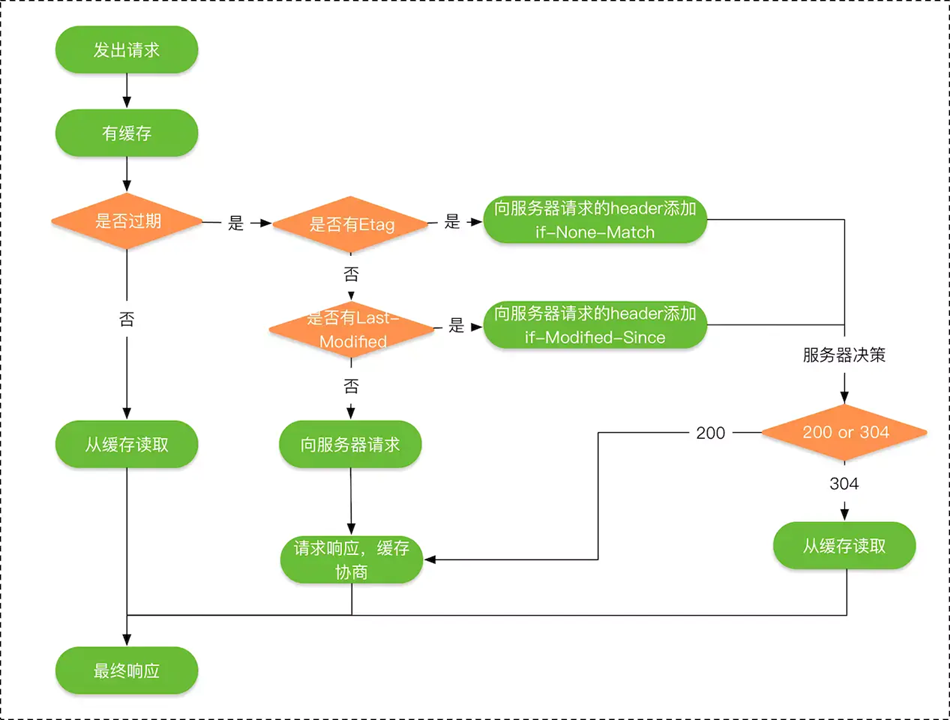 发出请求
有缓存
是否过期
是
是否有Etag
是
向服务器请求的header添加
if-None-Match
否
否
是否有Last-
Modified
是
向服务器请求的header添加
if-Modified-Since
服务器决策
否
从缓存读取
向服务器请求
200
200 or 304
304
请求响应，缓存
协商
从缓存读取
最终响应